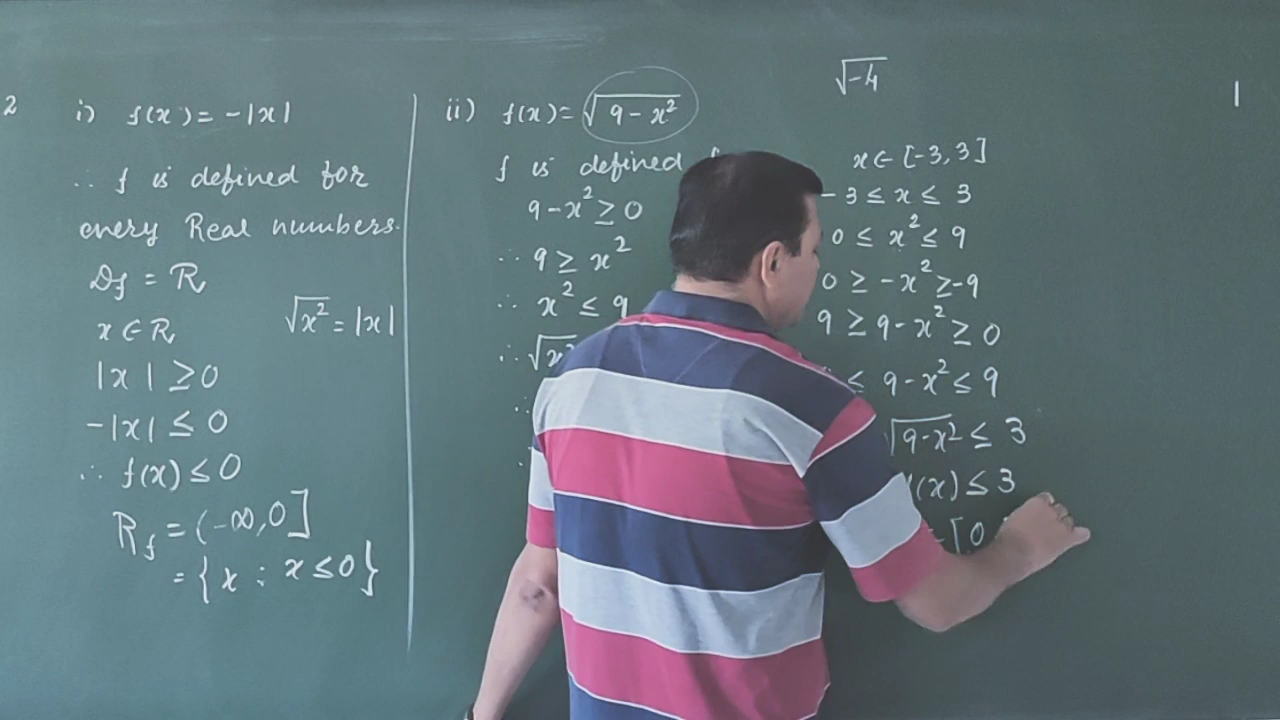 2
i) f(x) = -|x|
∴ f is defined for
every Real numbers.
Df = R
x ∈ R
√x² = |x|
|x| ≥ 0
-|x| ≤ 0
∴ f(x) ≤ 0
Rf = (-∞, 0]
= {x : x ≤ 0}
ii) f(x) = √9-x²
f is defined
9-x² ≥ 0
∴ 9 ≥ x²
∴ x² ≤ 9
∴ √x²
∴
√-4
x ∈ [-3, 3]
-3 ≤ x ≤ 3
0 ≤ x² ≤ 9
0 ≥ -x² ≥ -9
9 ≥ 9-x² ≥ 0
≤ 9-x² ≤ 9
√9-x² ≤ 3
(x) ≤ 3
= [0
1